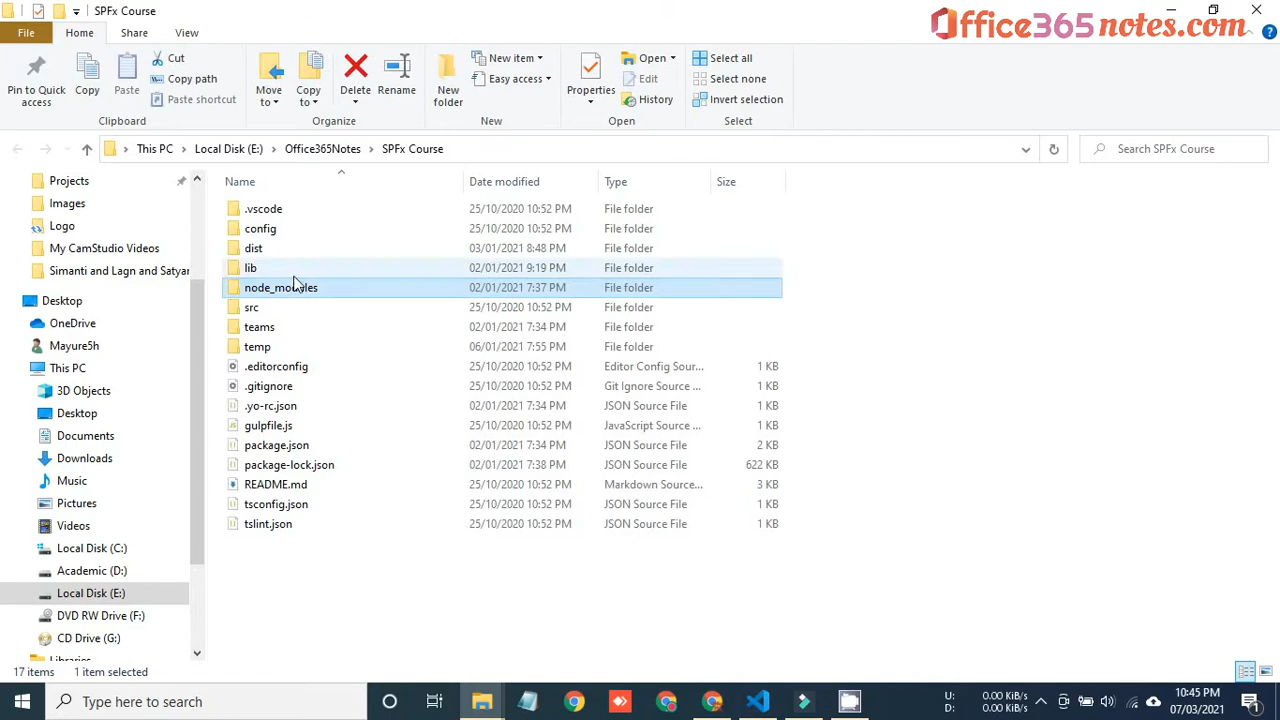 SPFx Course
Office365notes.com
File Home Share View
Pin to Quick access
Copy
Paste
Cut
Copy path
Paste shortcut
Clipboard
Move to
Copy to
Delete
Rename
Organize
New folder
New item
Easy access
New
Properties
Open
Edit
History
Open
Select all
Select none
Invert selection
Select
This PC Local Disk (E:) Office365Notes SPFx Course
Search SPFx Course
Projects
Images
Logo
My CamStudio Videos
Simanti and Lagn and Satyar
Desktop
OneDrive
Mayure5h
This PC
3D Objects
Desktop
Documents
Downloads
Music
Pictures
Videos
Local Disk (C:)
Academic (D:)
Local Disk (E:)
DVD RW Drive (F:)
CD Drive (G:)
Libraries
Name Date modified Type Size
.vscode 25/10/2020 10:52 PM File folder
config 25/10/2020 10:52 PM File folder
dist 03/01/2021 8:48 PM File folder
lib 02/01/2021 9:19 PM File folder
node_modules 02/01/2021 7:37 PM File folder
src 25/10/2020 10:52 PM File folder
teams 02/01/2021 7:34 PM File folder
temp 06/01/2021 7:55 PM File folder
.editorconfig 25/10/2020 10:52 PM Editor Config Sour... 1 KB
.gitignore 25/10/2020 10:52 PM Git Ignore Source ... 1 KB
.yo-rc.json 02/01/2021 7:34 PM JSON Source File 1 KB
gulpfile.js 25/10/2020 10:52 PM JavaScript Source ... 1 KB
package.json 02/01/2021 7:34 PM JSON Source File 2 KB
package-lock.json 02/01/2021 7:38 PM JSON Source File 622 KB
README.md 25/10/2020 10:52 PM Markdown Source... 3 KB
tsconfig.json 25/10/2020 10:52 PM JSON Source File 1 KB
tslint.json 25/10/2020 10:52 PM JSON Source File 1 KB
17 items 1 item selected
Type here to search
U: 0.00 KiB/s
D: 0.00 KiB/s
10:45 PM
07/03/2021
1